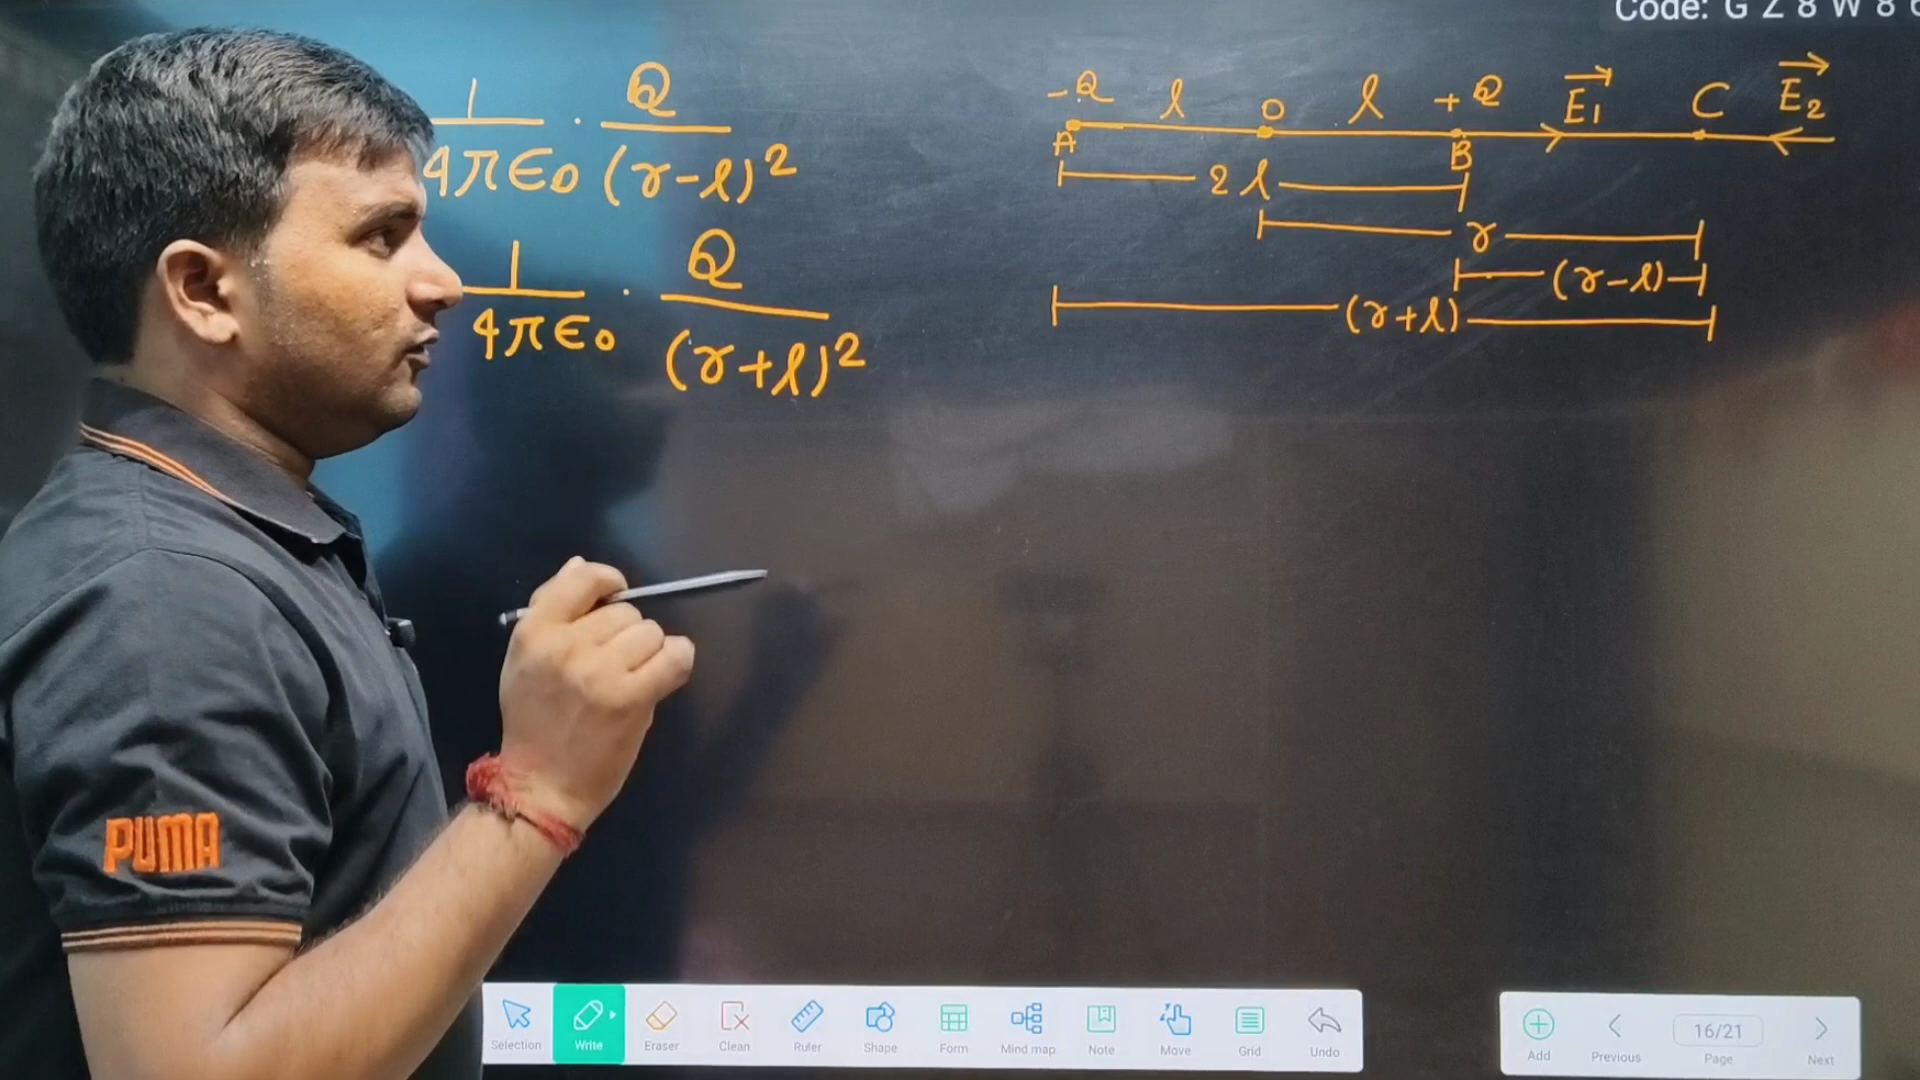 Code: G Z 8 W 8 6
1/4πϵ0 · Q/(r-l)²
1/4πϵ0 · Q/(r+l)²
-Q l O l +Q E1 C E2
A B
2l
r
(r-l)
(r+l)
PUMA
Selection Write Eraser Clean Ruler Shape Form Mind map Note Move Grid Undo
Add Previous 16/21 Page Next